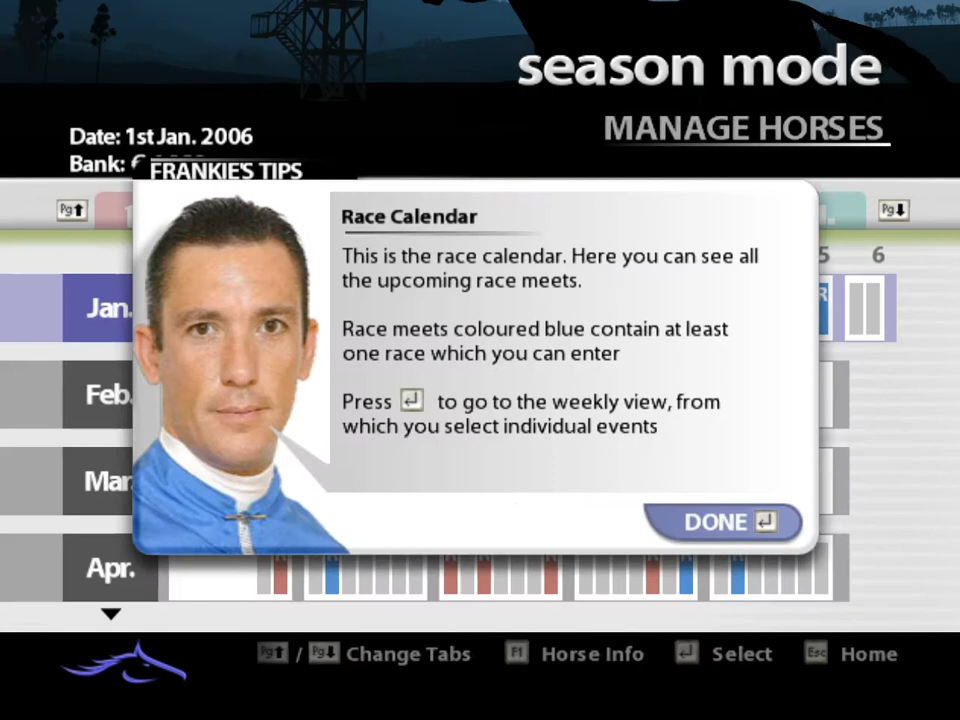 season mode
MANAGE HORSES
Date: 1st Jan. 2006
Bank:
FRANKIE'S TIPS
Pg
Pg
Race Calendar
This is the race calendar. Here you can see all
the upcoming race meets.
Race meets coloured blue contain at least
one race which you can enter
Press to go to the weekly view, from
which you select individual events
DONE
5 6
Jan.
Feb.
Mar.
Apr.
Pg / Pg Change Tabs F1 Horse Info Select Esc Home